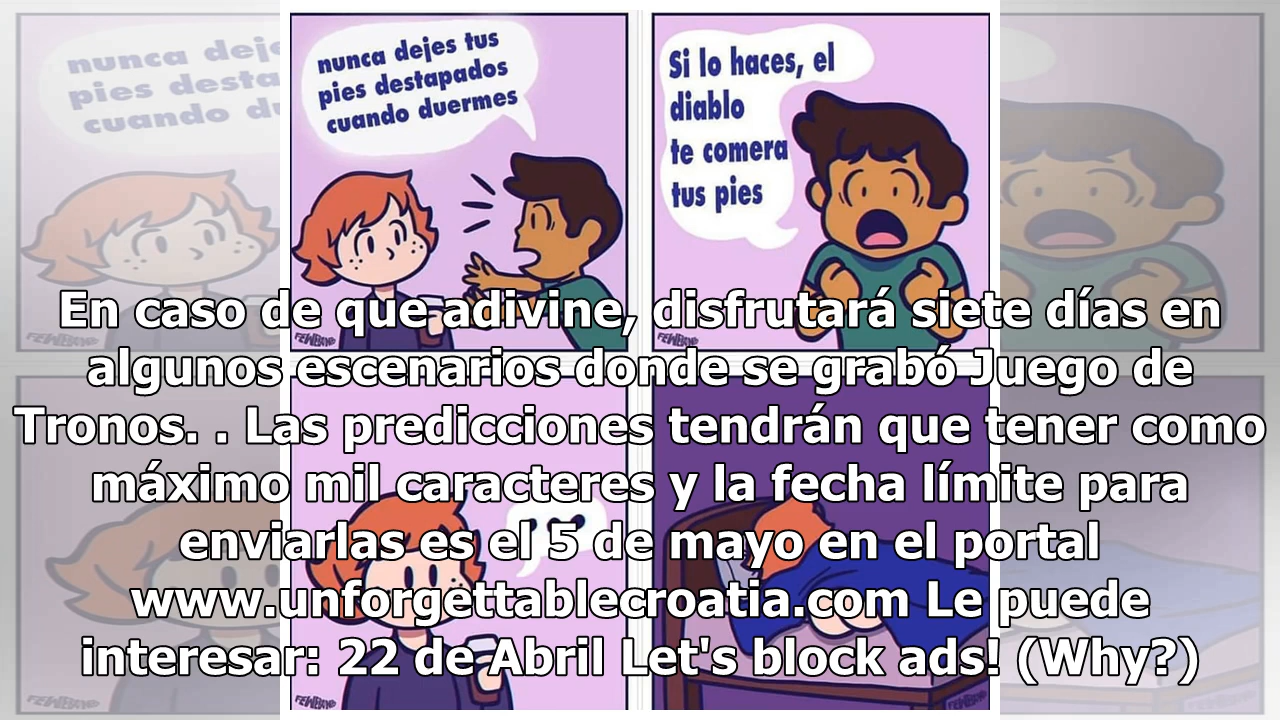 nunca dejes tus
pies destapados
cuando duermes
Si lo haces, el
diablo
te comera
tus pies
nunca deje
pies desta
cuando du
En caso de que adivine, disfrutará siete días en
algunos escenarios donde se grabó Juego de
Tronos. . Las predicciones tendrán que tener como
máximo mil caracteres y la fecha límite para
enviarlas es el 5 de mayo en el portal
www.unforgettablecroatia.com Le puede
interesar: 22 de Abril Let's block ads! (Why?)